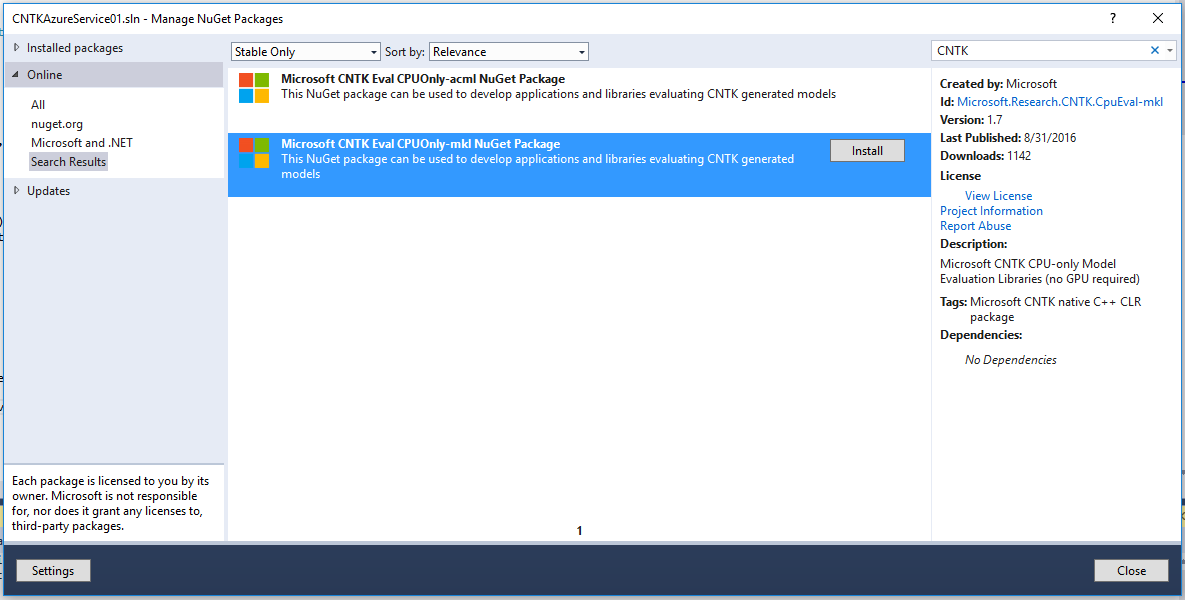 CNTKAzureService01.sln - Manage NuGet Packages
?
Installed packages
Online
All
nuget.org
Microsoft and .NET
Search Results
Updates
Each package is licensed to you by its
owner. Microsoft is not responsible
for, nor does it grant any licenses to,
third-party packages.
Stable Only
Sort by:
Relevance
Microsoft CNTK Eval CPUOnly-acml NuGet Package
This NuGet package can be used to develop applications and libraries evaluating CNTK generated models
Microsoft CNTK Eval CPUOnly-mkl NuGet Package
This NuGet package can be used to develop applications and libraries evaluating CNTK generated
models
Install
1
CNTK
Created by: Microsoft
Id: Microsoft.Research.CNTK.CpuEval-mkl
Version: 1.7
Last Published: 8/31/2016
Downloads: 1142
License
View License
Project Information
Report Abuse
Description:
Microsoft CNTK CPU-only Model
Evaluation Libraries (no GPU required)
Tags: Microsoft CNTK native C++ CLR
package
Dependencies:
No Dependencies
Settings
Close